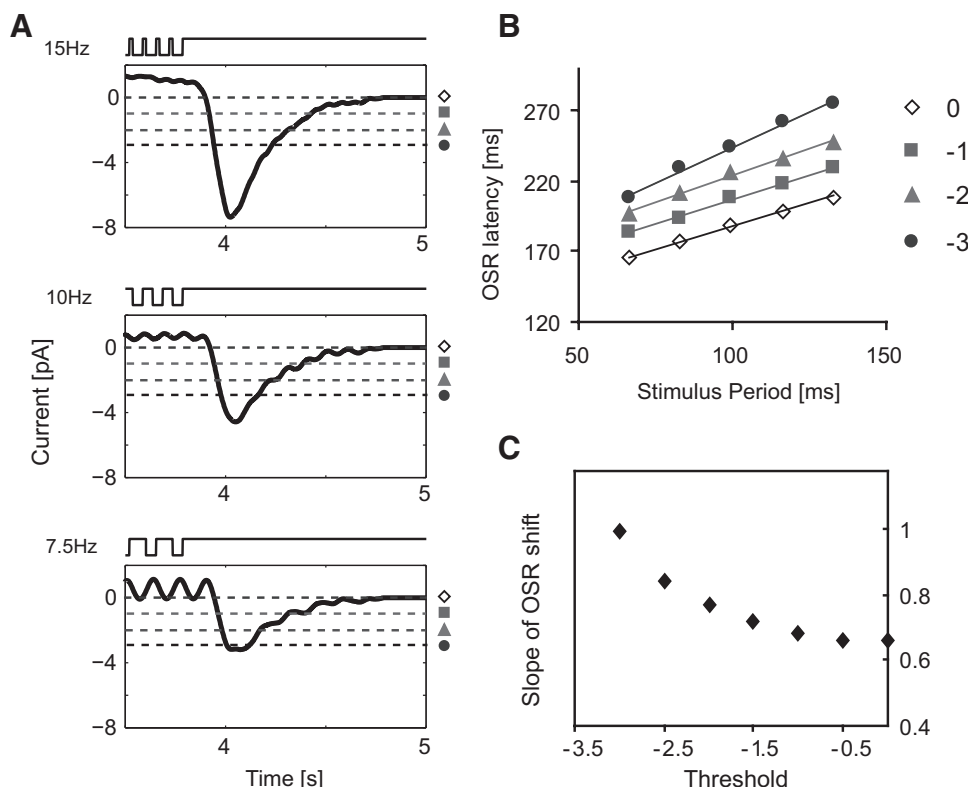 A
15Hz
0
−4
−8
4
5
10Hz
0
−4
−8
4
5
Current [pA]
7.5Hz
0
−4
−8
4
5
Time [s]
B
OSR latency [ms]
270
220
170
120
50
100
150
Stimulus Period [ms]
0
-1
-2
-3
C
Slope of OSR shift
1
0.8
0.6
0.4
-3.5
-2.5
-1.5
-0.5
Threshold